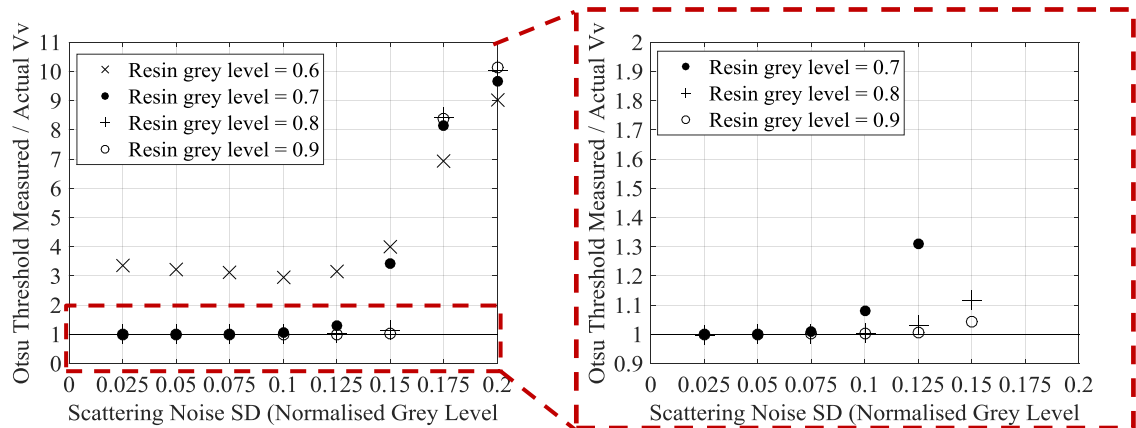 Otsu Threshold Measured / Actual Vv
11
10
9
8
7
6
5
4
3
2
1
0
Resin grey level = 0.6
Resin grey level = 0.7
Resin grey level = 0.8
Resin grey level = 0.9
0 0.025 0.05 0.075 0.1 0.125 0.15 0.175 0.2
Scattering Noise SD (Normalised Grey Level
Otsu Threshold Measured / Actual Vv
2
1.9
1.8
1.7
1.6
1.5
1.4
1.3
1.2
1.1
1
0.9
Resin grey level = 0.7
Resin grey level = 0.8
Resin grey level = 0.9
0 0.025 0.05 0.075 0.1 0.125 0.15 0.175 0.2
Scattering Noise SD (Normalised Grey Level